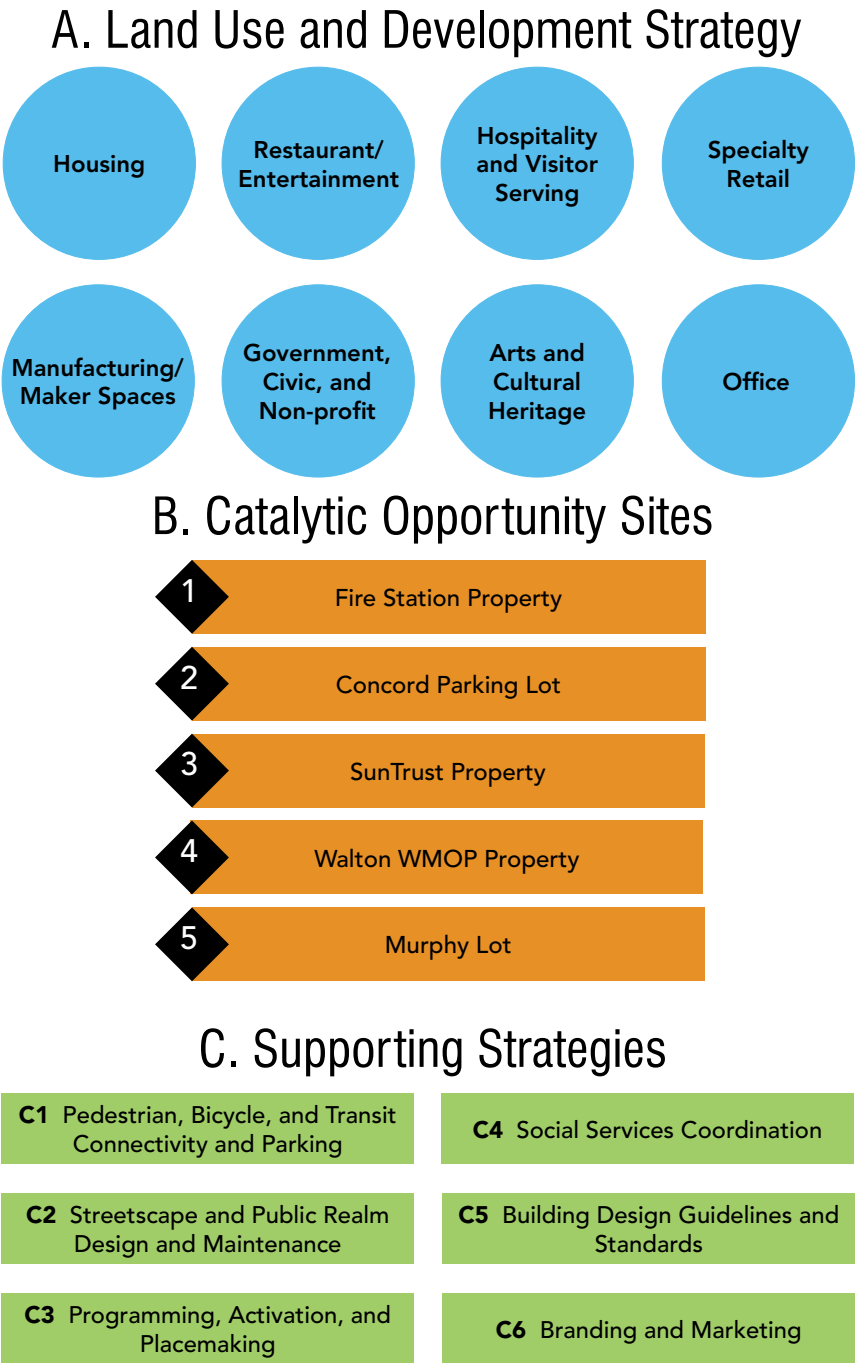 A. Land Use and Development Strategy
Housing
Restaurant/
Entertainment
Hospitality
and Visitor
Serving
Specialty
Retail
Manufacturing/
Maker Spaces
Government,
Civic, and
Non-profit
Arts and
Cultural
Heritage
Office
B. Catalytic Opportunity Sites
1 Fire Station Property
2 Concord Parking Lot
3 SunTrust Property
4 Walton WMOP Property
5 Murphy Lot
C. Supporting Strategies
C1 Pedestrian, Bicycle, and Transit
Connectivity and Parking
C2 Streetscape and Public Realm
Design and Maintenance
C3 Programming, Activation, and
Placemaking
C4 Social Services Coordination
C5 Building Design Guidelines and
Standards
C6 Branding and Marketing